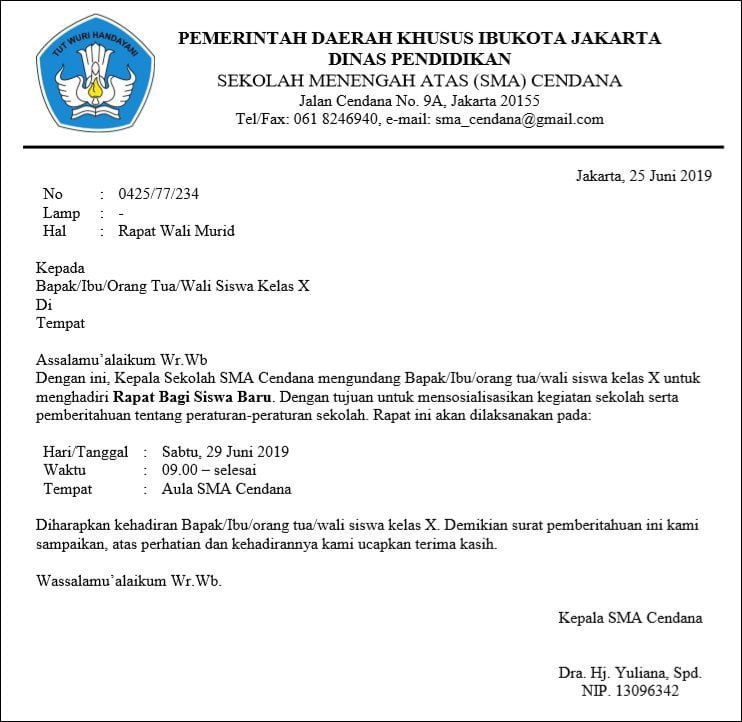 TUT WURI HANDAYANI
PEMERINTAH DAERAH KHUSUS IBUKOTA JAKARTA
DINAS PENDIDIKAN
SEKOLAH MENENGAH ATAS (SMA) CENDANA
Jalan Cendana No. 9A, Jakarta 20155
Tel/Fax: 061 8246940, e-mail: sma_cendana@gmail.com
Jakarta, 25 Juni 2019
No : 0425/77/234
Lamp : -
Hal : Rapat Wali Murid
Kepada
Bapak/Ibu/Orang Tua/Wali Siswa Kelas X
Di
Tempat
Assalamu’alaikum Wr.Wb
Dengan ini, Kepala Sekolah SMA Cendana mengundang Bapak/Ibu/orang tua/wali siswa kelas X untuk
menghadiri Rapat Bagi Siswa Baru. Dengan tujuan untuk mensosialisasikan kegiatan sekolah serta
pemberitahuan tentang peraturan-peraturan sekolah. Rapat ini akan dilaksanakan pada:
Hari/Tanggal : Sabtu, 29 Juni 2019
Waktu : 09.00 – selesai
Tempat : Aula SMA Cendana
Diharapkan kehadiran Bapak/Ibu/orang tua/wali siswa kelas X. Demikian surat pemberitahuan ini kami
sampaikan, atas perhatian dan kehadirannya kami ucapkan terima kasih.
Wassalamu’alaikum Wr.Wb.
Kepala SMA Cendana
Dra. Hj. Yuliana, Spd.
NIP. 13096342